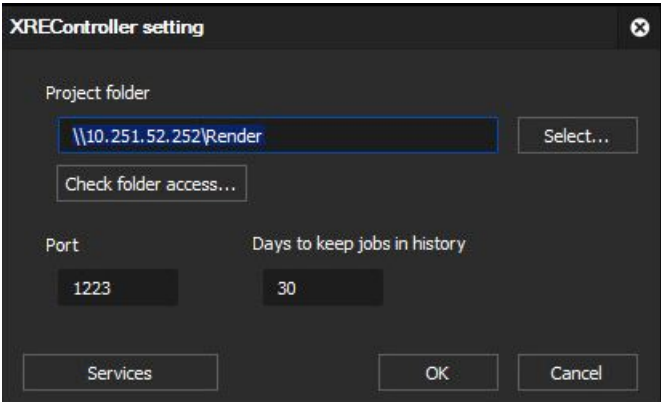 XREController setting
Project folder
\\10.251.52.252\Render
Select...
Check folder access...
Port
Days to keep jobs in history
1223
30
Services
OK
Cancel